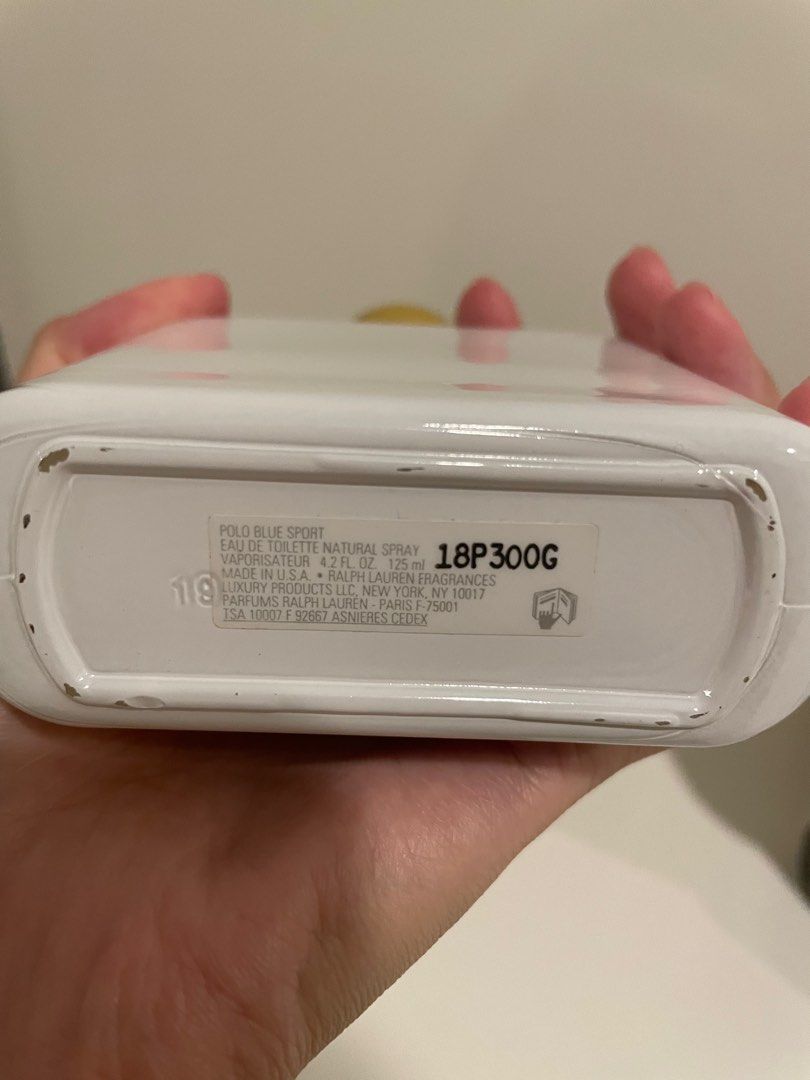 POLO BLUE SPORT
EAU DE TOILETTE NATURAL SPRAY
VAPORISATEUR 4.2 FL. OZ. 125 ml 18P300G
MADE IN U.S.A. • RALPH LAUREN FRAGRANCES
LUXURY PRODUCTS LLC, NEW YORK, NY 10017
PARFUMS RALPH LAUREN - PARIS F-75001
TSA 10007 F 92667 ASNIERES CEDEX
19